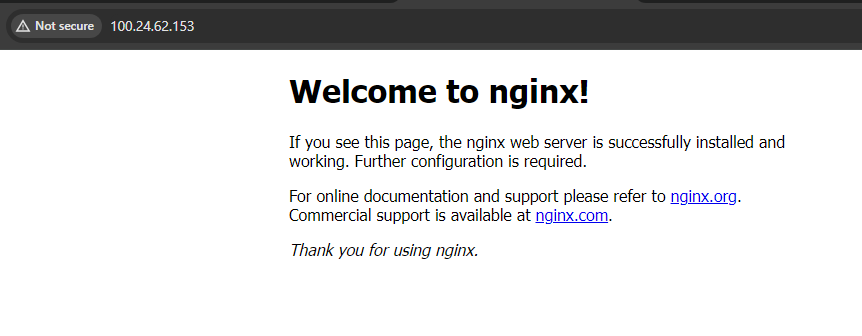 Not secure 100.24.62.153
Welcome to nginx!
If you see this page, the nginx web server is successfully installed and
working. Further configuration is required.
For online documentation and support please refer to nginx.org.
Commercial support is available at nginx.com.
Thank you for using nginx.